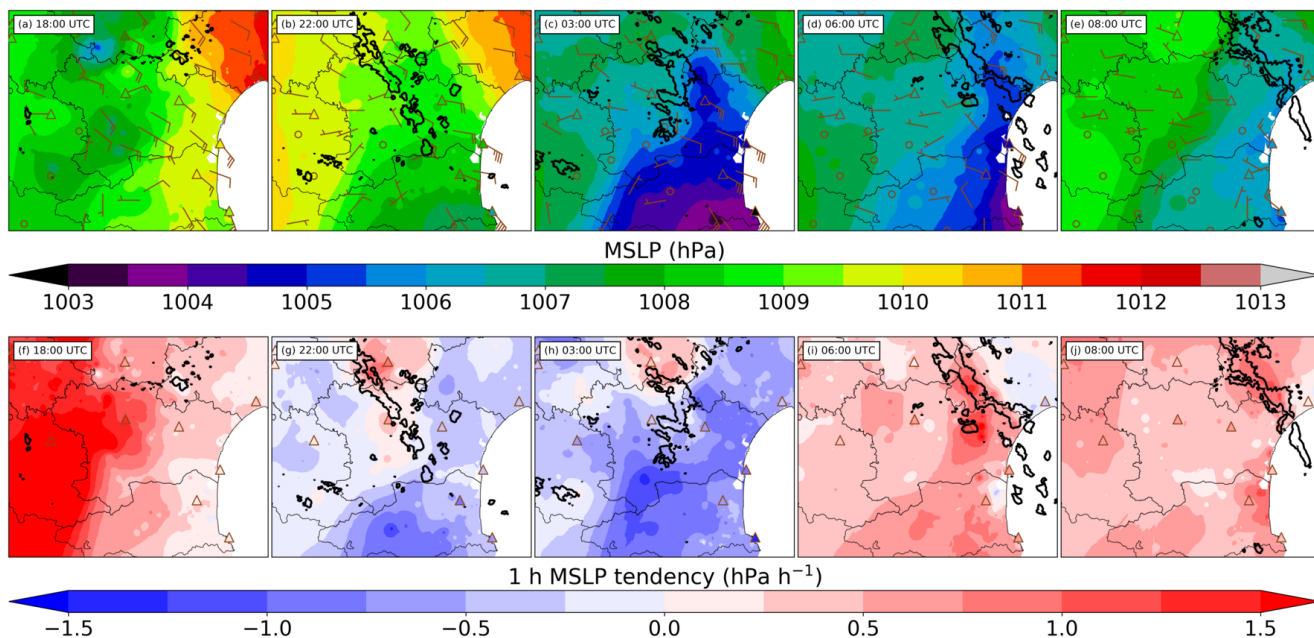 (a) 18:00 UTC
(b) 22:00 UTC
(c) 03:00 UTC
(d) 06:00 UTC
(e) 08:00 UTC
MSLP (hPa)
1003 1004 1005 1006 1007 1008 1009 1010 1011 1012 1013
(f) 18:00 UTC
(g) 22:00 UTC
(h) 03:00 UTC
(i) 06:00 UTC
(j) 08:00 UTC
1 h MSLP tendency (hPa h⁻¹)
−1.5 −1.0 −0.5 0.0 0.5 1.0 1.5